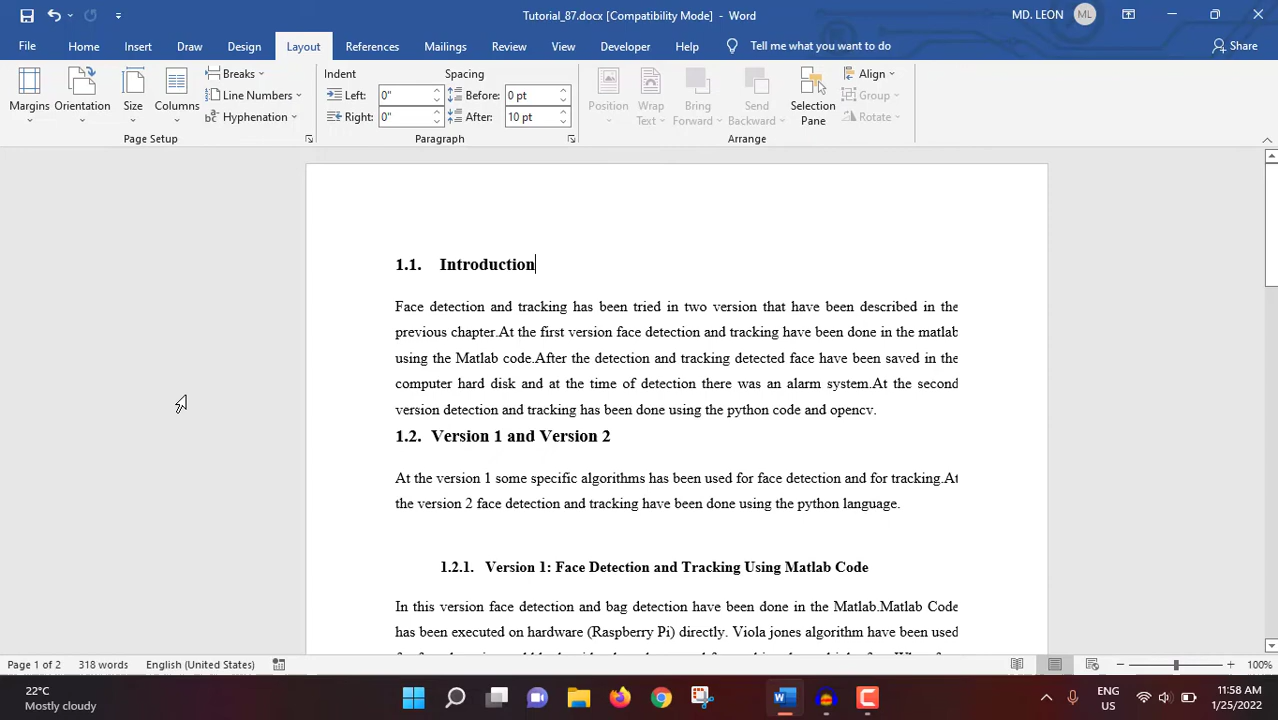 Tutorial_87.docx [Compatibility Mode] - Word
MD. LEON ML
File Home Insert Draw Design Layout References Mailings Review View Developer Help Tell me what you want to do Share
Margins
Orientation
Size
Columns
Breaks
Line Numbers
Hyphenation
Page Setup
Indent
Left: 0"
Right: 0"
Spacing
Before: 0 pt
After: 10 pt
Paragraph
Position
Wrap
Text
Bring
Forward
Send
Backward
Selection
Pane
Align
Group
Rotate
Arrange
1.1. Introduction
Face detection and tracking has been tried in two version that have been described in the
previous chapter.At the first version face detection and tracking have been done in the matlab
using the Matlab code.After the detection and tracking detected face have been saved in the
computer hard disk and at the time of detection there was an alarm system.At the second
version detection and tracking has been done using the python code and opencv.
1.2. Version 1 and Version 2
At the version 1 some specific algorithms has been used for face detection and for tracking.At
the version 2 face detection and tracking have been done using the python language.
1.2.1. Version 1: Face Detection and Tracking Using Matlab Code
In this version face detection and bag detection have been done in the Matlab.Matlab Code
has been executed on hardware (Raspberry Pi) directly. Viola jones algorithm have been used
Page 1 of 2 318 words English (United States) 100%
22°C
Mostly cloudy
ENG
US
11:58 AM
1/25/2022